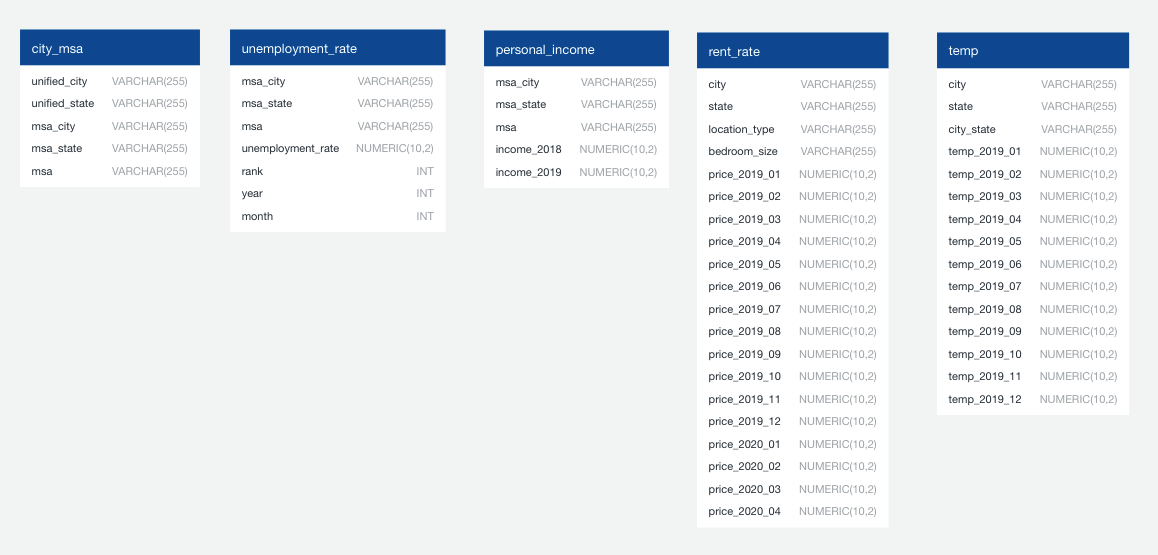 city_msa
unified_city VARCHAR(255)
unified_state VARCHAR(255)
msa_city VARCHAR(255)
msa_state VARCHAR(255)
msa VARCHAR(255)
unemployment_rate
msa_city VARCHAR(255)
msa_state VARCHAR(255)
msa VARCHAR(255)
unemployment_rate NUMERIC(10,2)
rank INT
year INT
month INT
personal_income
msa_city VARCHAR(255)
msa_state VARCHAR(255)
msa VARCHAR(255)
income_2018 NUMERIC(10,2)
income_2019 NUMERIC(10,2)
rent_rate
city VARCHAR(255)
state VARCHAR(255)
location_type VARCHAR(255)
bedroom_size VARCHAR(255)
price_2019_01 NUMERIC(10,2)
price_2019_02 NUMERIC(10,2)
price_2019_03 NUMERIC(10,2)
price_2019_04 NUMERIC(10,2)
price_2019_05 NUMERIC(10,2)
price_2019_06 NUMERIC(10,2)
price_2019_07 NUMERIC(10,2)
price_2019_08 NUMERIC(10,2)
price_2019_09 NUMERIC(10,2)
price_2019_10 NUMERIC(10,2)
price_2019_11 NUMERIC(10,2)
price_2019_12 NUMERIC(10,2)
price_2020_01 NUMERIC(10,2)
price_2020_02 NUMERIC(10,2)
price_2020_03 NUMERIC(10,2)
price_2020_04 NUMERIC(10,2)
temp
city VARCHAR(255)
state VARCHAR(255)
city_state VARCHAR(255)
temp_2019_01 NUMERIC(10,2)
temp_2019_02 NUMERIC(10,2)
temp_2019_03 NUMERIC(10,2)
temp_2019_04 NUMERIC(10,2)
temp_2019_05 NUMERIC(10,2)
temp_2019_06 NUMERIC(10,2)
temp_2019_07 NUMERIC(10,2)
temp_2019_08 NUMERIC(10,2)
temp_2019_09 NUMERIC(10,2)
temp_2019_10 NUMERIC(10,2)
temp_2019_11 NUMERIC(10,2)
temp_2019_12 NUMERIC(10,2)